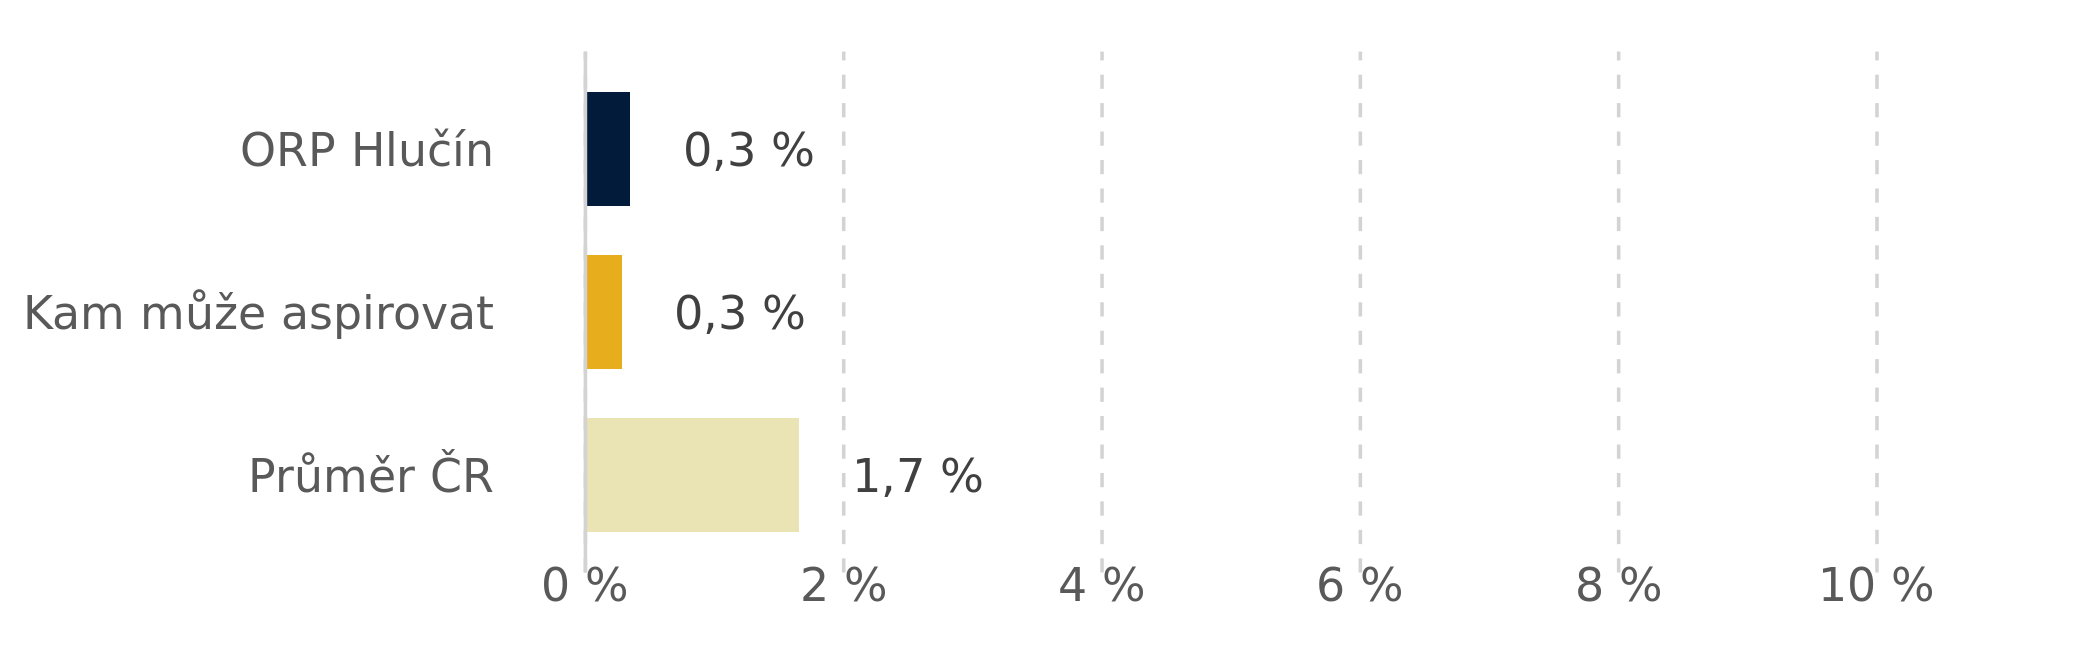 ORP Hlučín 0,3 %
Kam může aspirovat 0,3 %
Průměr ČR 1,7 %
0 % 2 % 4 % 6 % 8 % 10 %